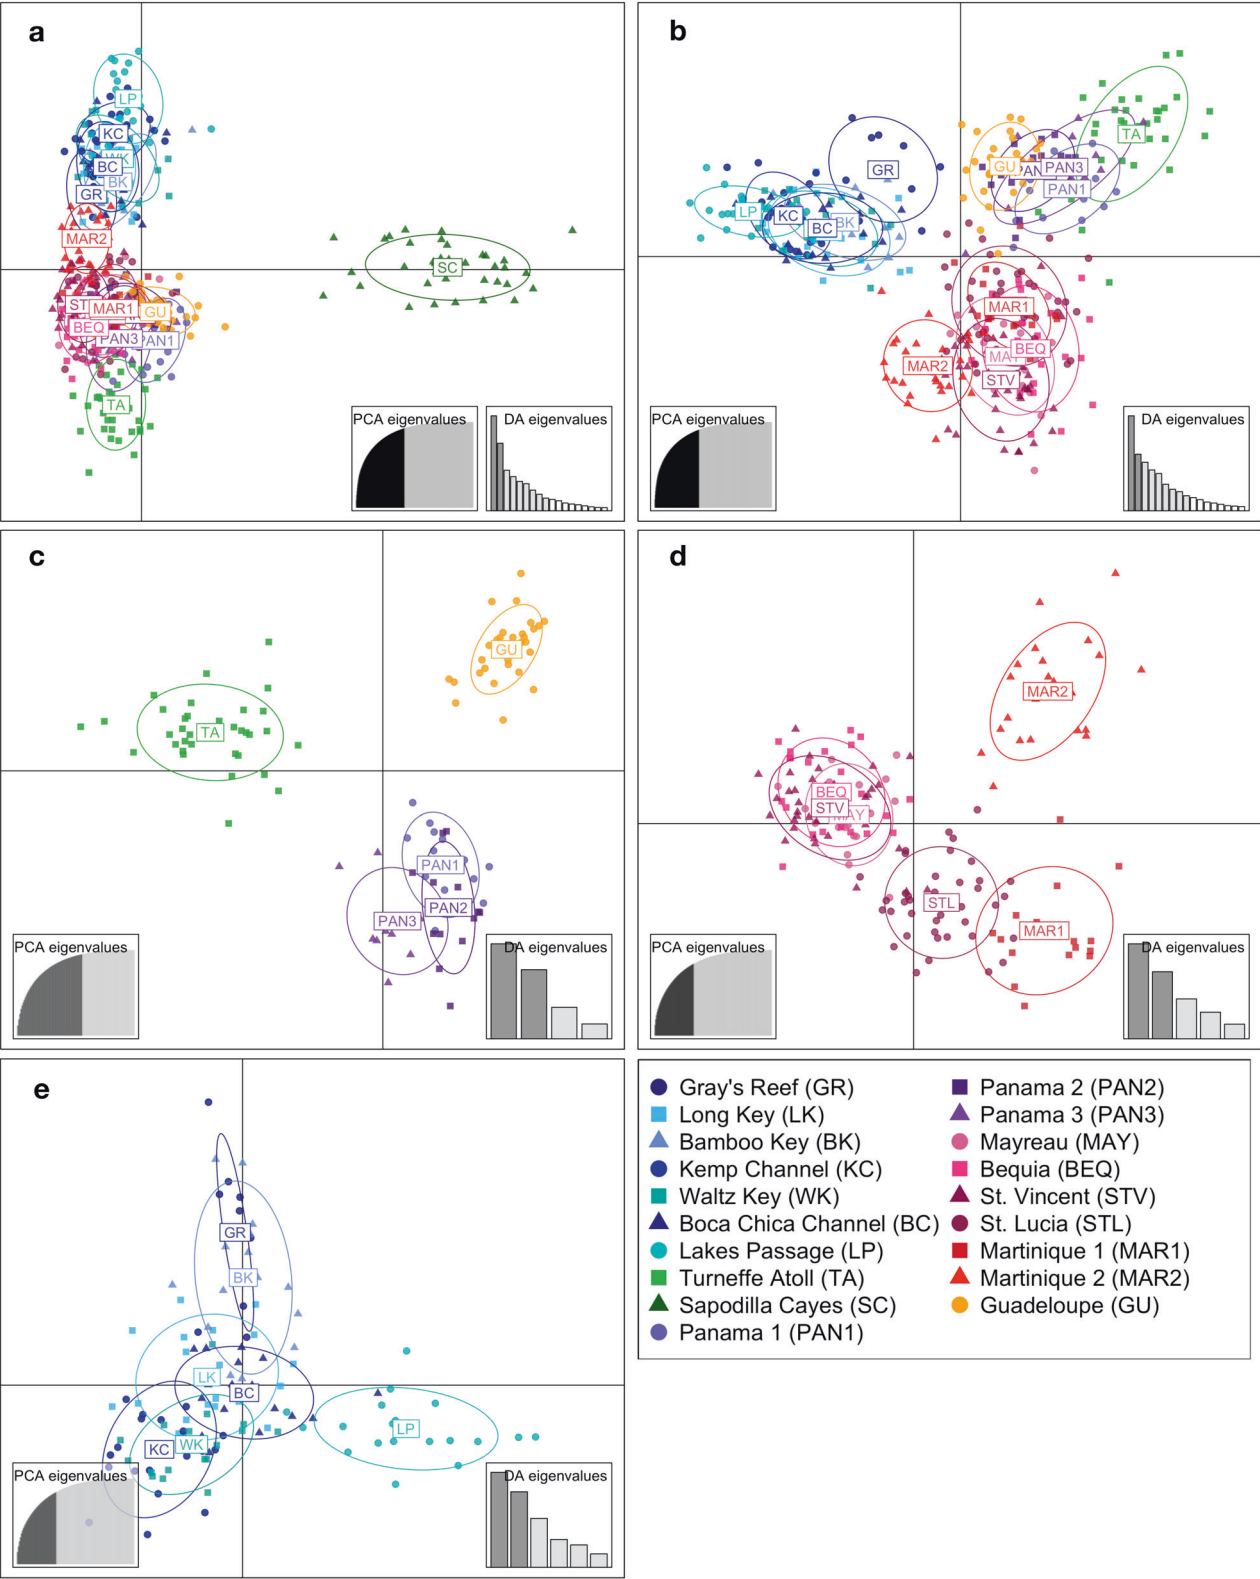 a
LP
KC
WK
BC
BK
GR
MAR2
SC
ST
MAR1
GU
BEQ
PAN3
PAN1
TA
PCA eigenvalues
DA eigenvalues
b
TA
GR
GU
PAN3
PAN1
LP
KC
BK
BC
MAR1
BEQ
MAR2
STV
PCA eigenvalues
DA eigenvalues
c
GU
TA
PAN1
PAN2
PAN3
PCA eigenvalues
DA eigenvalues
d
MAR2
BEQ
STV
MAY
STL
MAR1
PCA eigenvalues
DA eigenvalues
e
GR
BK
LK
BC
LP
WK
KC
PCA eigenvalues
DA eigenvalues
Gray's Reef (GR)
Long Key (LK)
Bamboo Key (BK)
Kemp Channel (KC)
Waltz Key (WK)
Boca Chica Channel (BC)
Lakes Passage (LP)
Turneffe Atoll (TA)
Sapodilla Cayes (SC)
Panama 1 (PAN1)
Panama 2 (PAN2)
Panama 3 (PAN3)
Mayreau (MAY)
Bequia (BEQ)
St. Vincent (STV)
St. Lucia (STL)
Martinique 1 (MAR1)
Martinique 2 (MAR2)
Guadeloupe (GU)